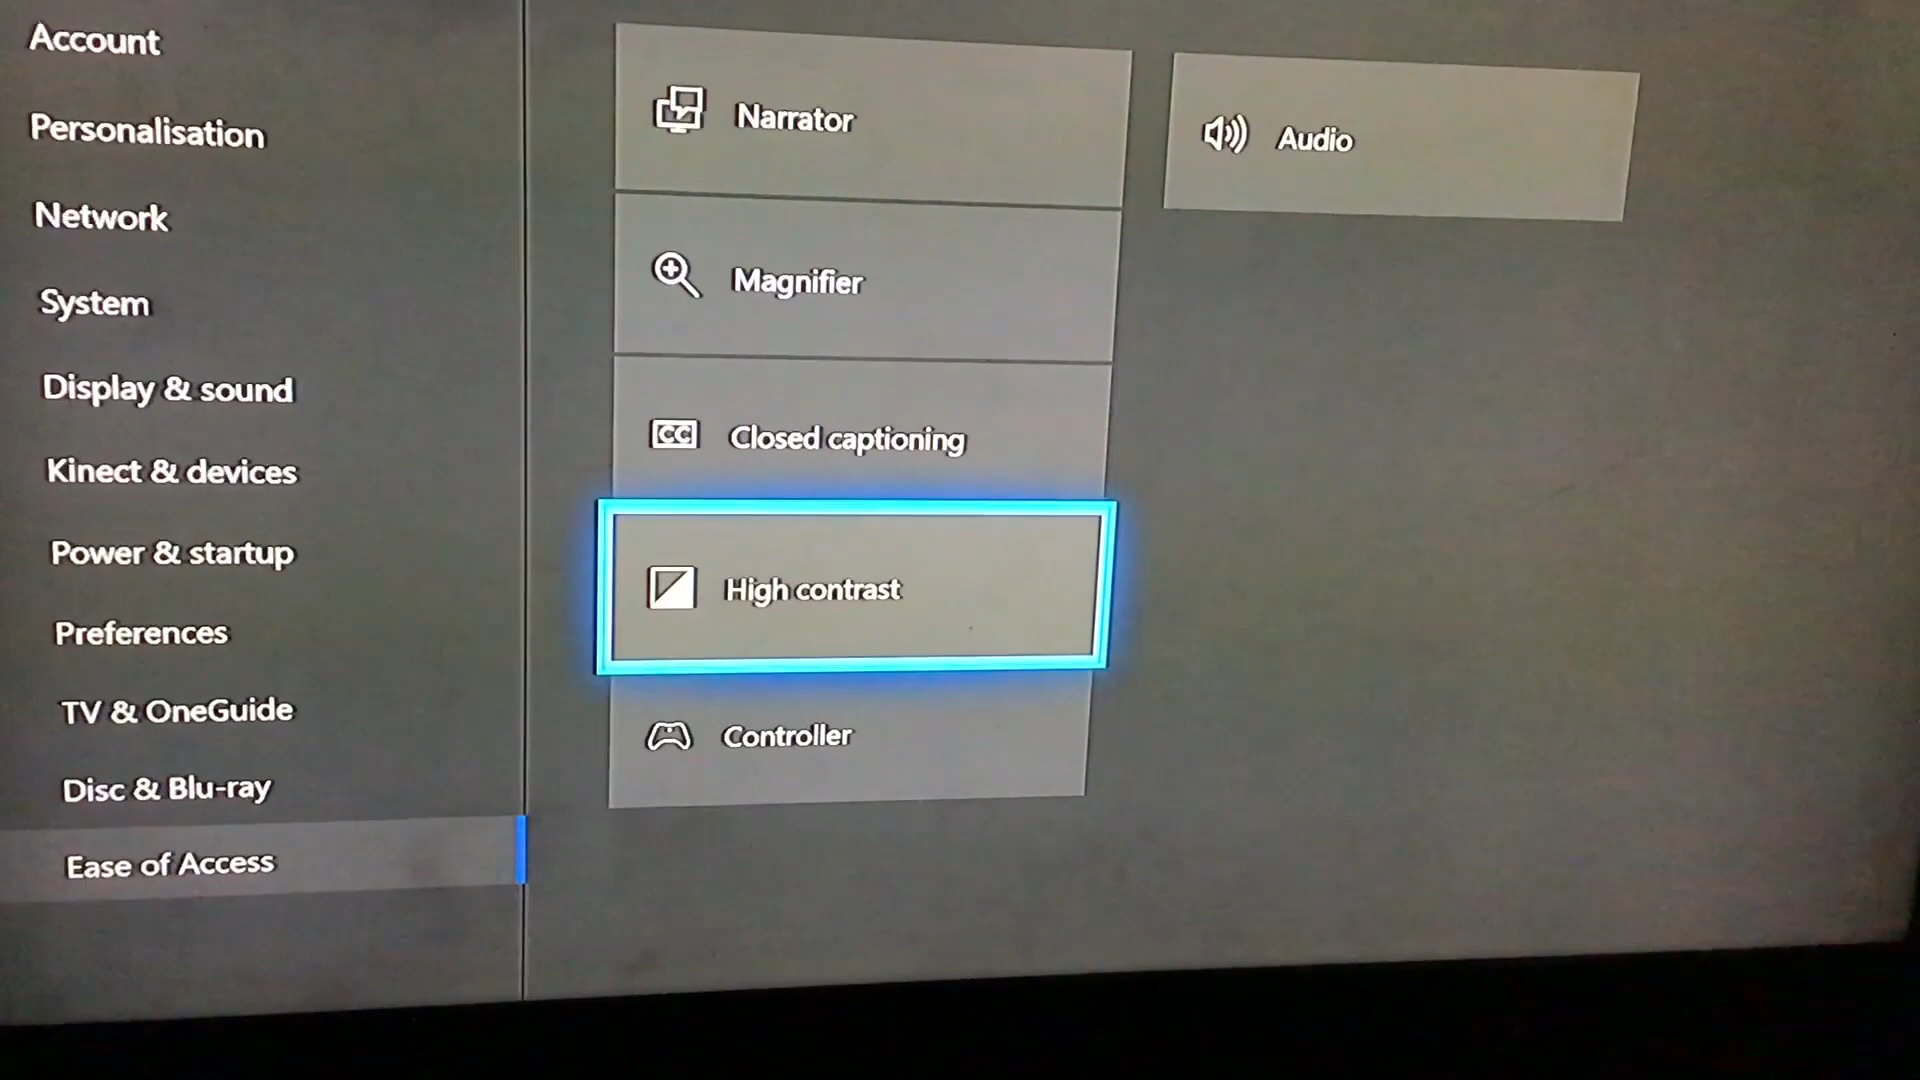 Account
Personalisation
Network
System
Display & sound
Kinect & devices
Power & startup
Preferences
TV & OneGuide
Disc & Blu-ray
Ease of Access
Narrator
Magnifier
CC Closed captioning
High contrast
Controller
Audio